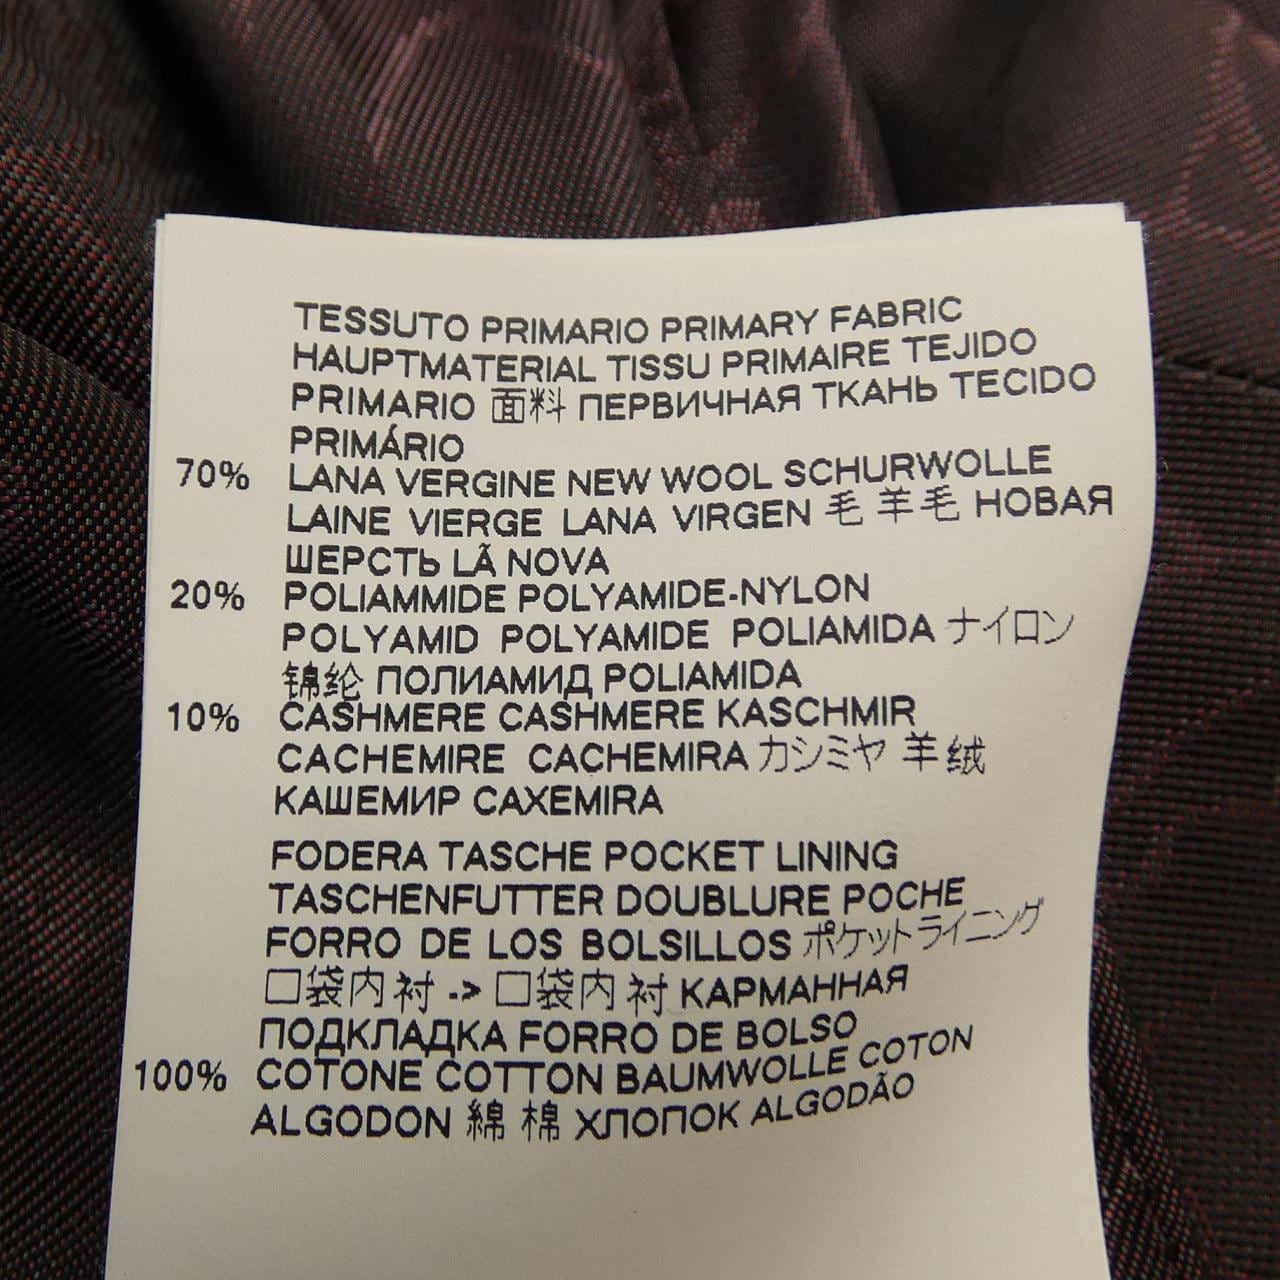 TESSUTO PRIMARIO PRIMARY FABRIC
HAUPTMATERIAL TISSU PRIMAIRE TEJIDO
PRIMARIO 面料 ПЕРВИЧНАЯ ТКАНЬ TECIDO
PRIMÁRIO
70% LANA VERGINE NEW WOOL SCHURWOLLE
LAINE VIERGE LANA VIRGEN 毛 羊毛 НОВАЯ
ШЕРСТЬ LÃ NOVA
20% POLIAMMIDE POLYAMIDE-NYLON
POLYAMID POLYAMIDE POLIAMIDA ナイロン
锦纶 ПОЛИАМИД POLIAMIDA
10% CASHMERE CASHMERE KASCHMIR
CACHEMIRE CACHEMIRA カシミヤ 羊绒
КАШЕМИР CAXEMIRA
FODERA TASCHE POCKET LINING
TASCHENFUTTER DOUBLURE POCHE
FORRO DE LOS BOLSILLOS ポケットライニング
口袋内衬 -> 口袋内衬 КАРМАННАЯ
ПОДКЛАДКА FORRO DE BOLSO
100% COTONE COTTON BAUMWOLLE COTON
ALGODON 綿 棉 ХЛОПОК ALGODÃO